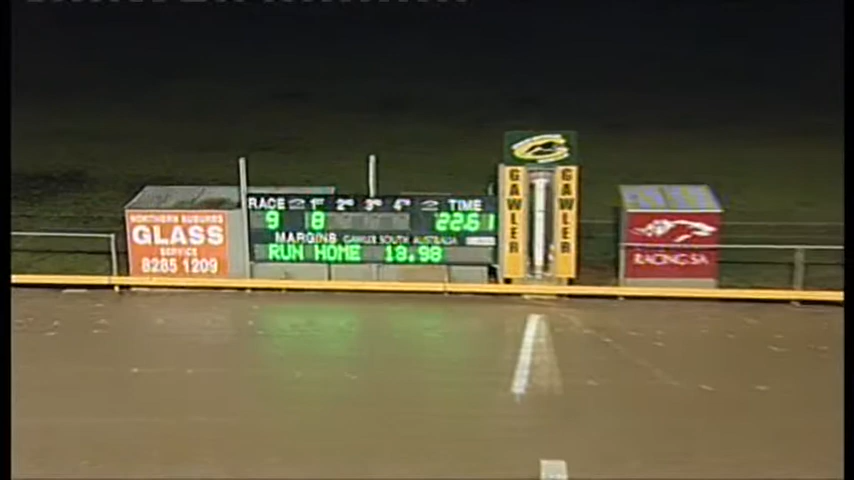 NORTHERN SUBURBS
GLASS
SERVICE
8285 1209
RACE 1ST 2ND 3RD 4TH TIME
9 8 22.61
MARGINS GAWLER SOUTH AUSTRALIA
RUN HOME 13.98
GAWLER
GAWLER
RACING SA